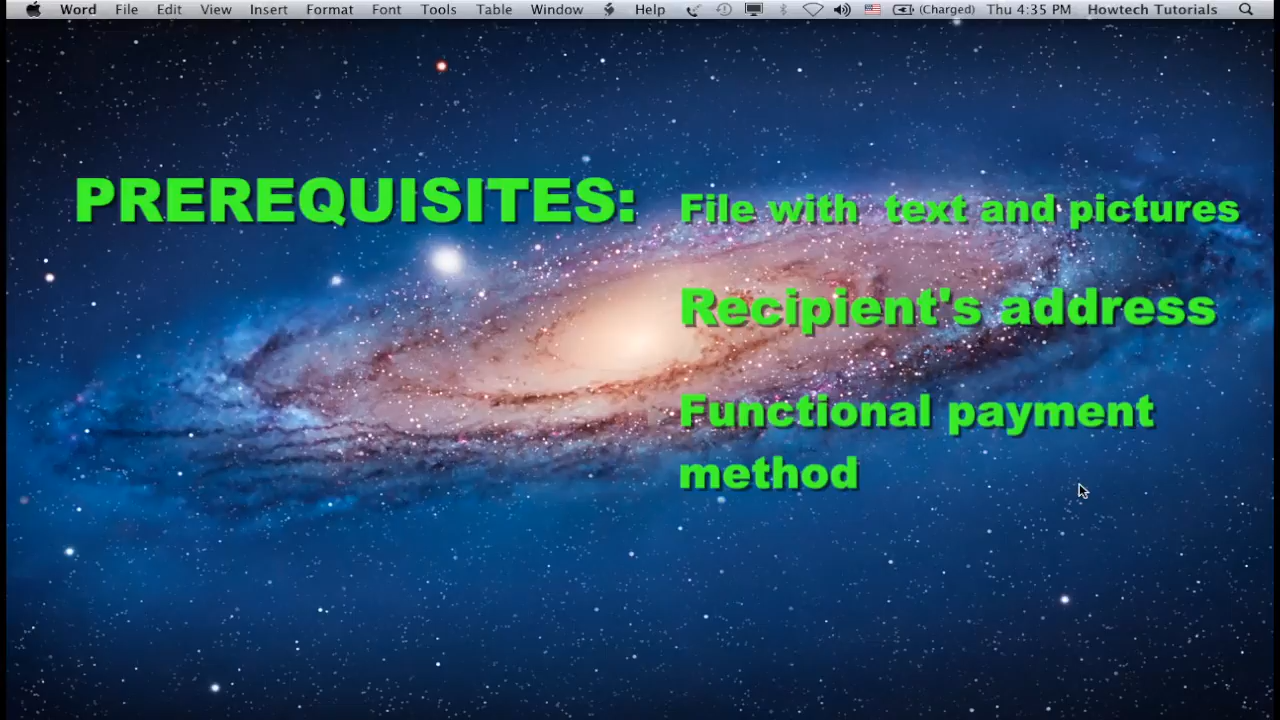 Word File Edit View Insert Format Font Tools Table Window Help (Charged) Thu 4:35 PM Howtech Tutorials
PREREQUISITES: File with text and pictures
Recipient's address
Functional payment
method